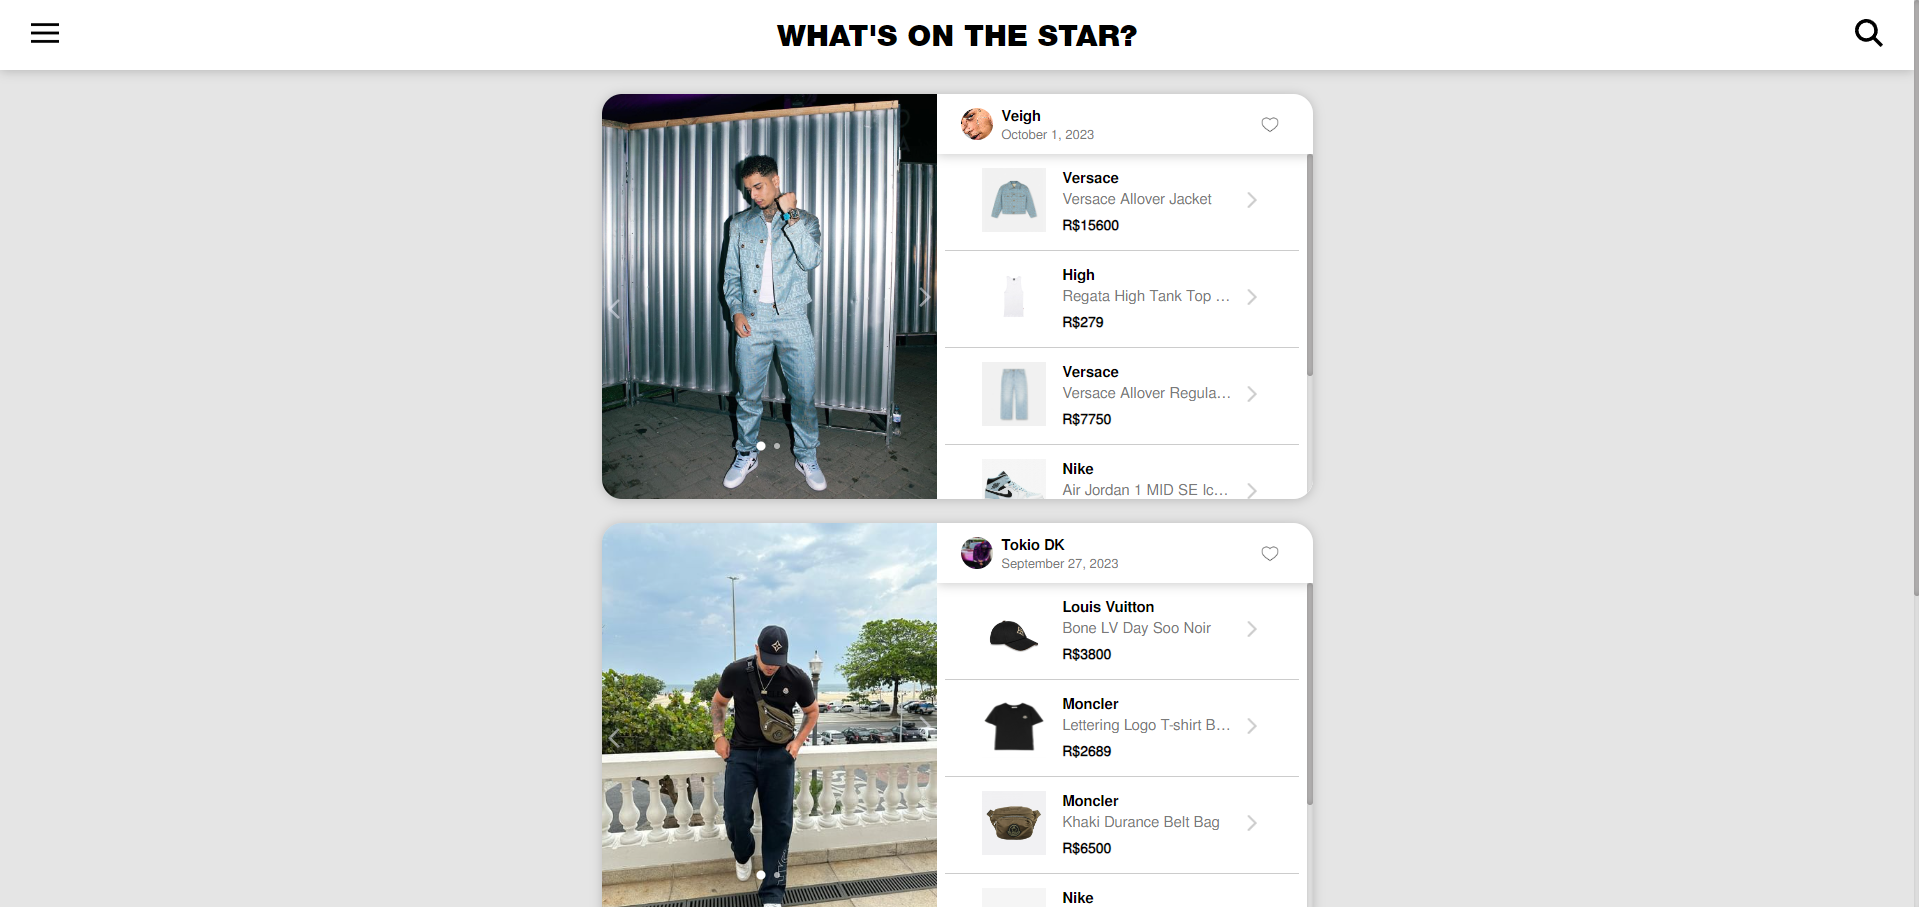 WHAT'S ON THE STAR?
Veigh
October 1, 2023
Versace
Versace Allover Jacket
R$15600
High
Regata High Tank Top ...
R$279
Versace
Versace Allover Regula...
R$7750
Nike
Air Jordan 1 MID SE Ic...
Tokio DK
September 27, 2023
Louis Vuitton
Bone LV Day Soo Noir
R$3800
Moncler
Lettering Logo T-shirt B...
R$2689
Moncler
Khaki Durance Belt Bag
R$6500
Nike